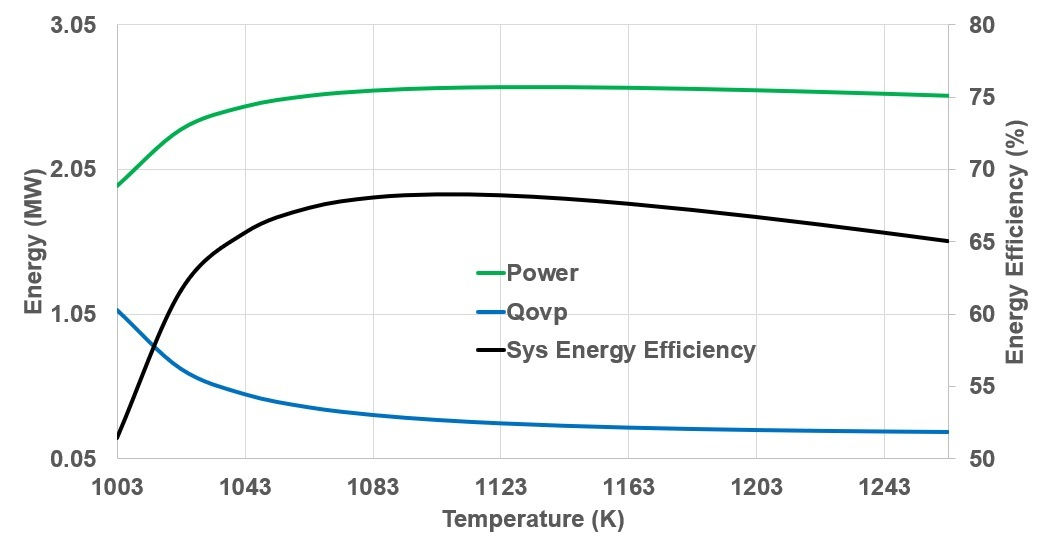 3.05
2.05
1.05
0.05
Energy (MW)
80
75
70
65
60
55
50
Energy Efficiency (%)
Power
Qovp
Sys Energy Efficiency
1003 1043 1083 1123 1163 1203 1243
Temperature (K)